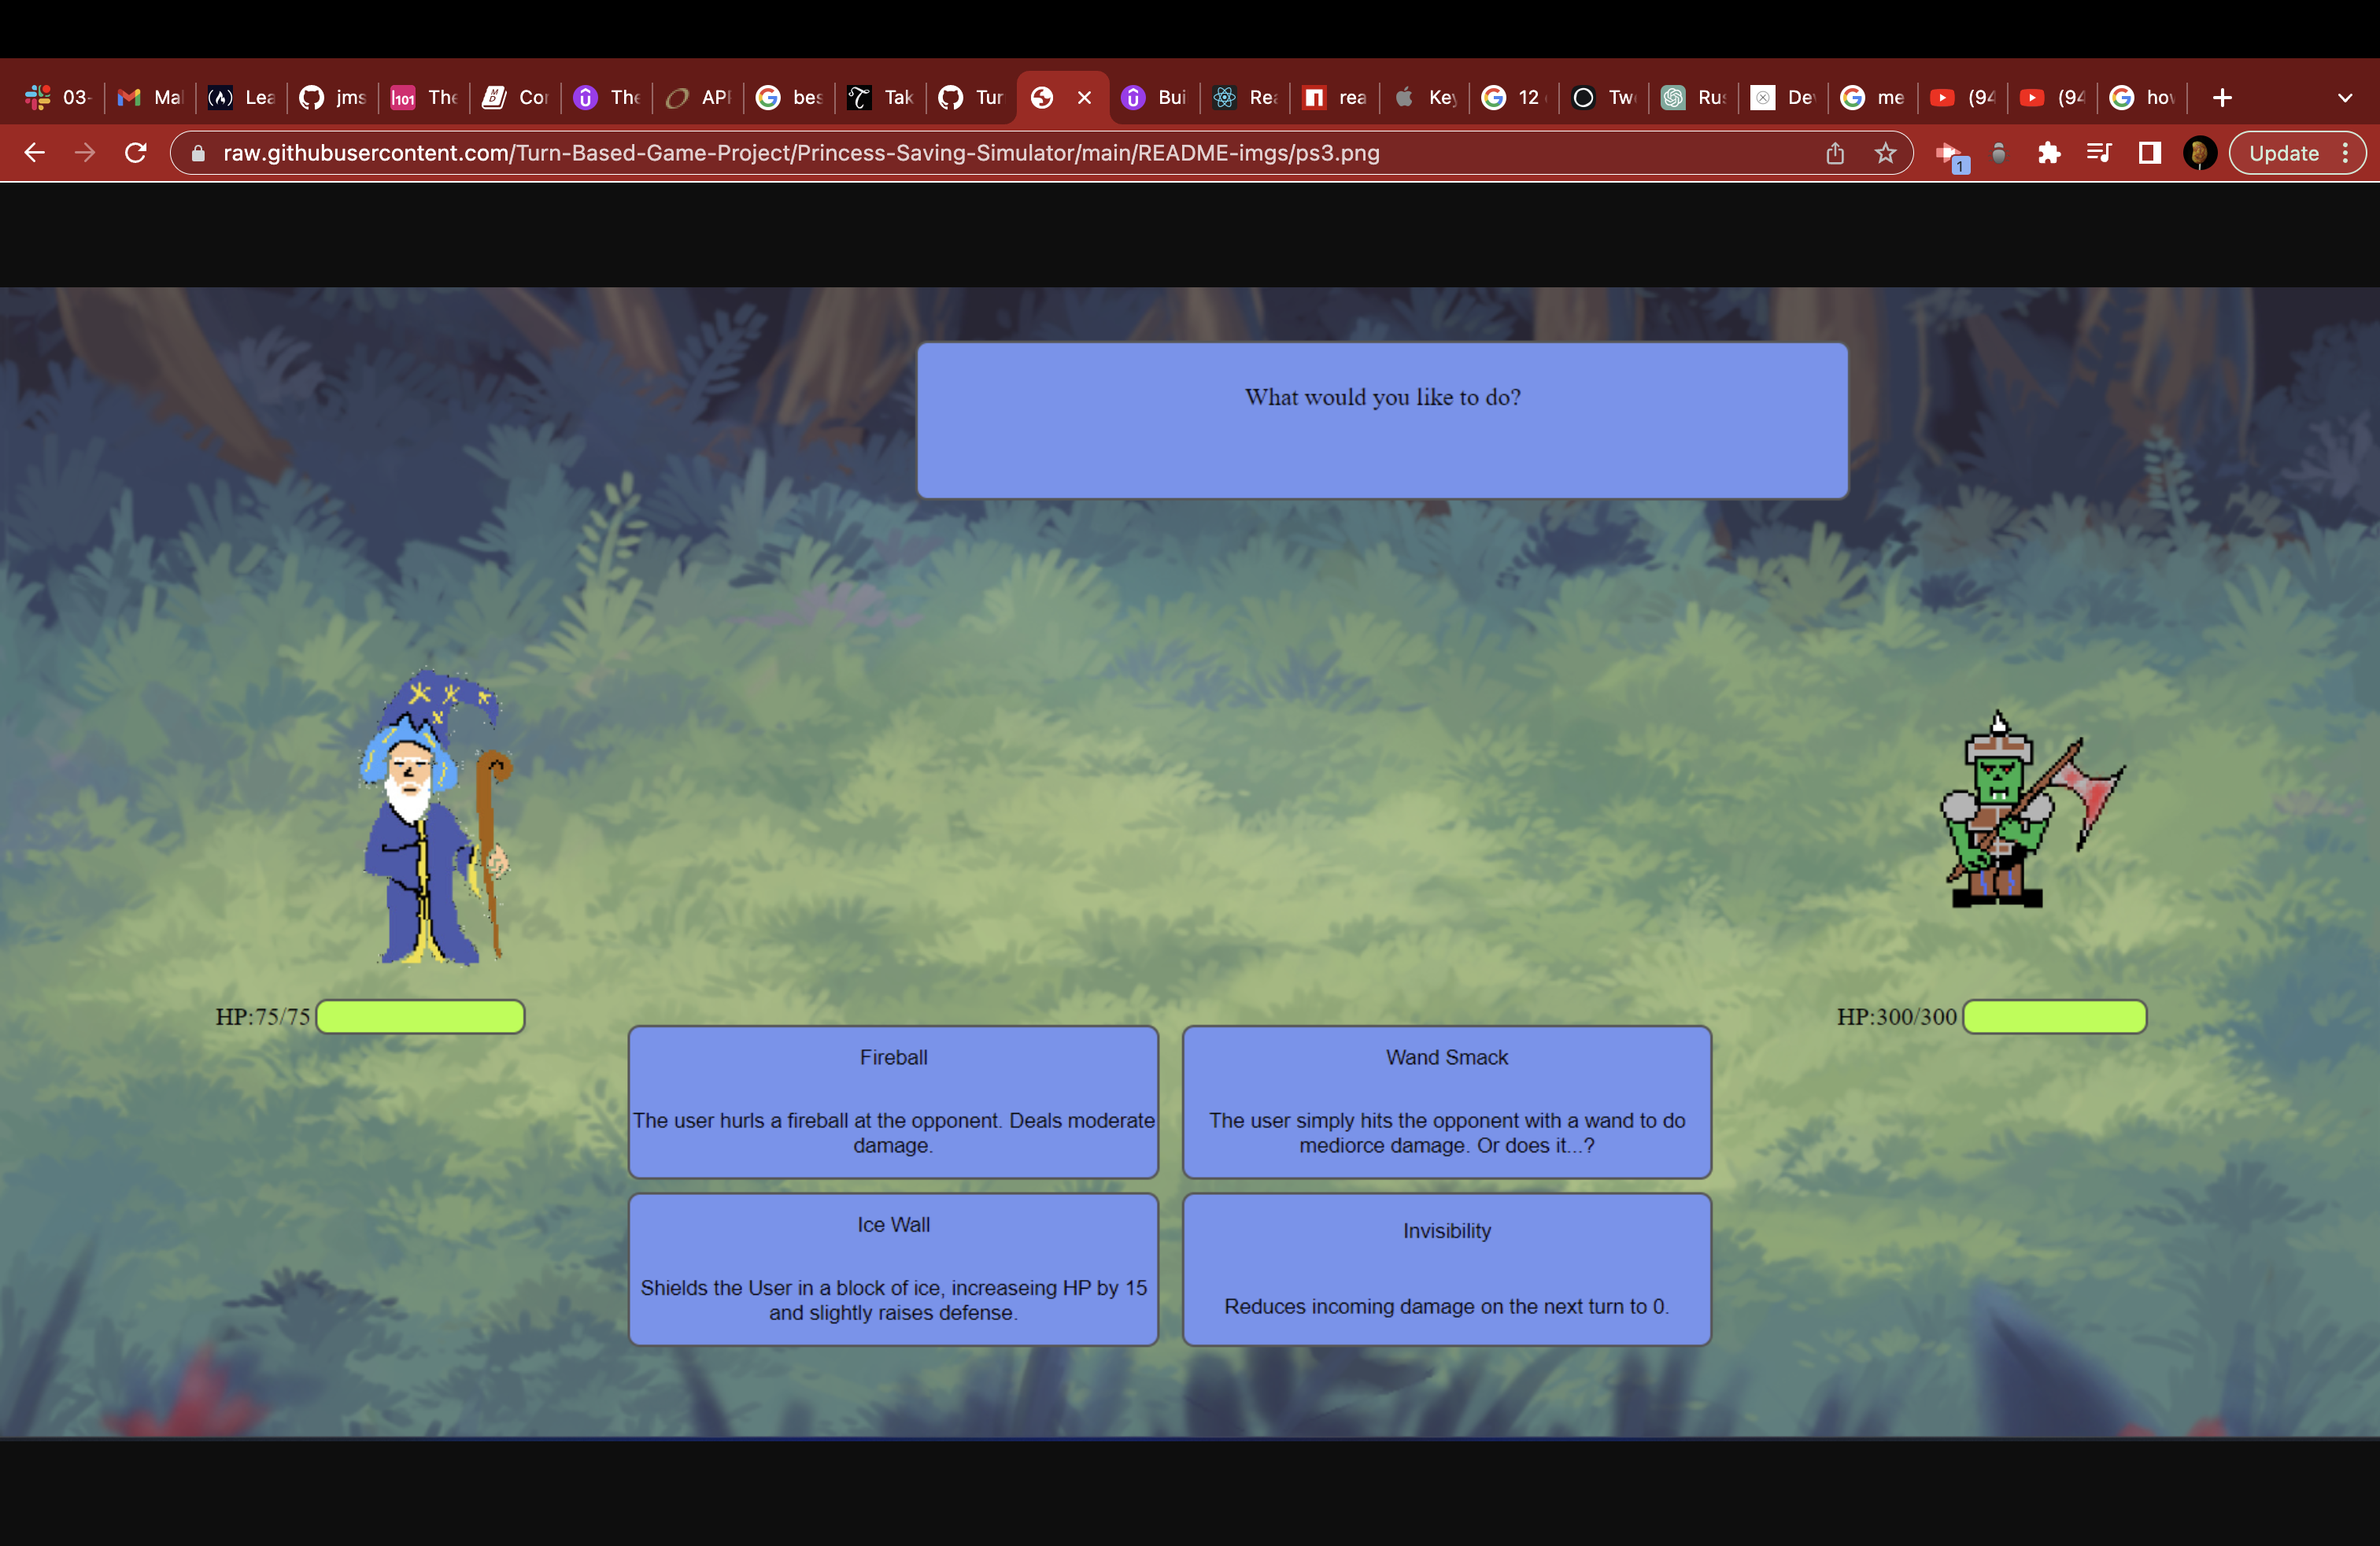 03- Ma Lea jms The Cor The API bes Tak Tur Bui Rea rea Key 12 Tw Rus De me (94 (94 how
raw.githubusercontent.com/Turn-Based-Game-Project/Princess-Saving-Simulator/main/README-imgs/ps3.png
1
Update
What would you like to do?
HP:75/75
HP:300/300
Fireball
The user hurls a fireball at the opponent. Deals moderate
damage.
Wand Smack
The user simply hits the opponent with a wand to do
mediorce damage. Or does it...?
Ice Wall
Shields the User in a block of ice, increaseing HP by 15
and slightly raises defense.
Invisibility
Reduces incoming damage on the next turn to 0.